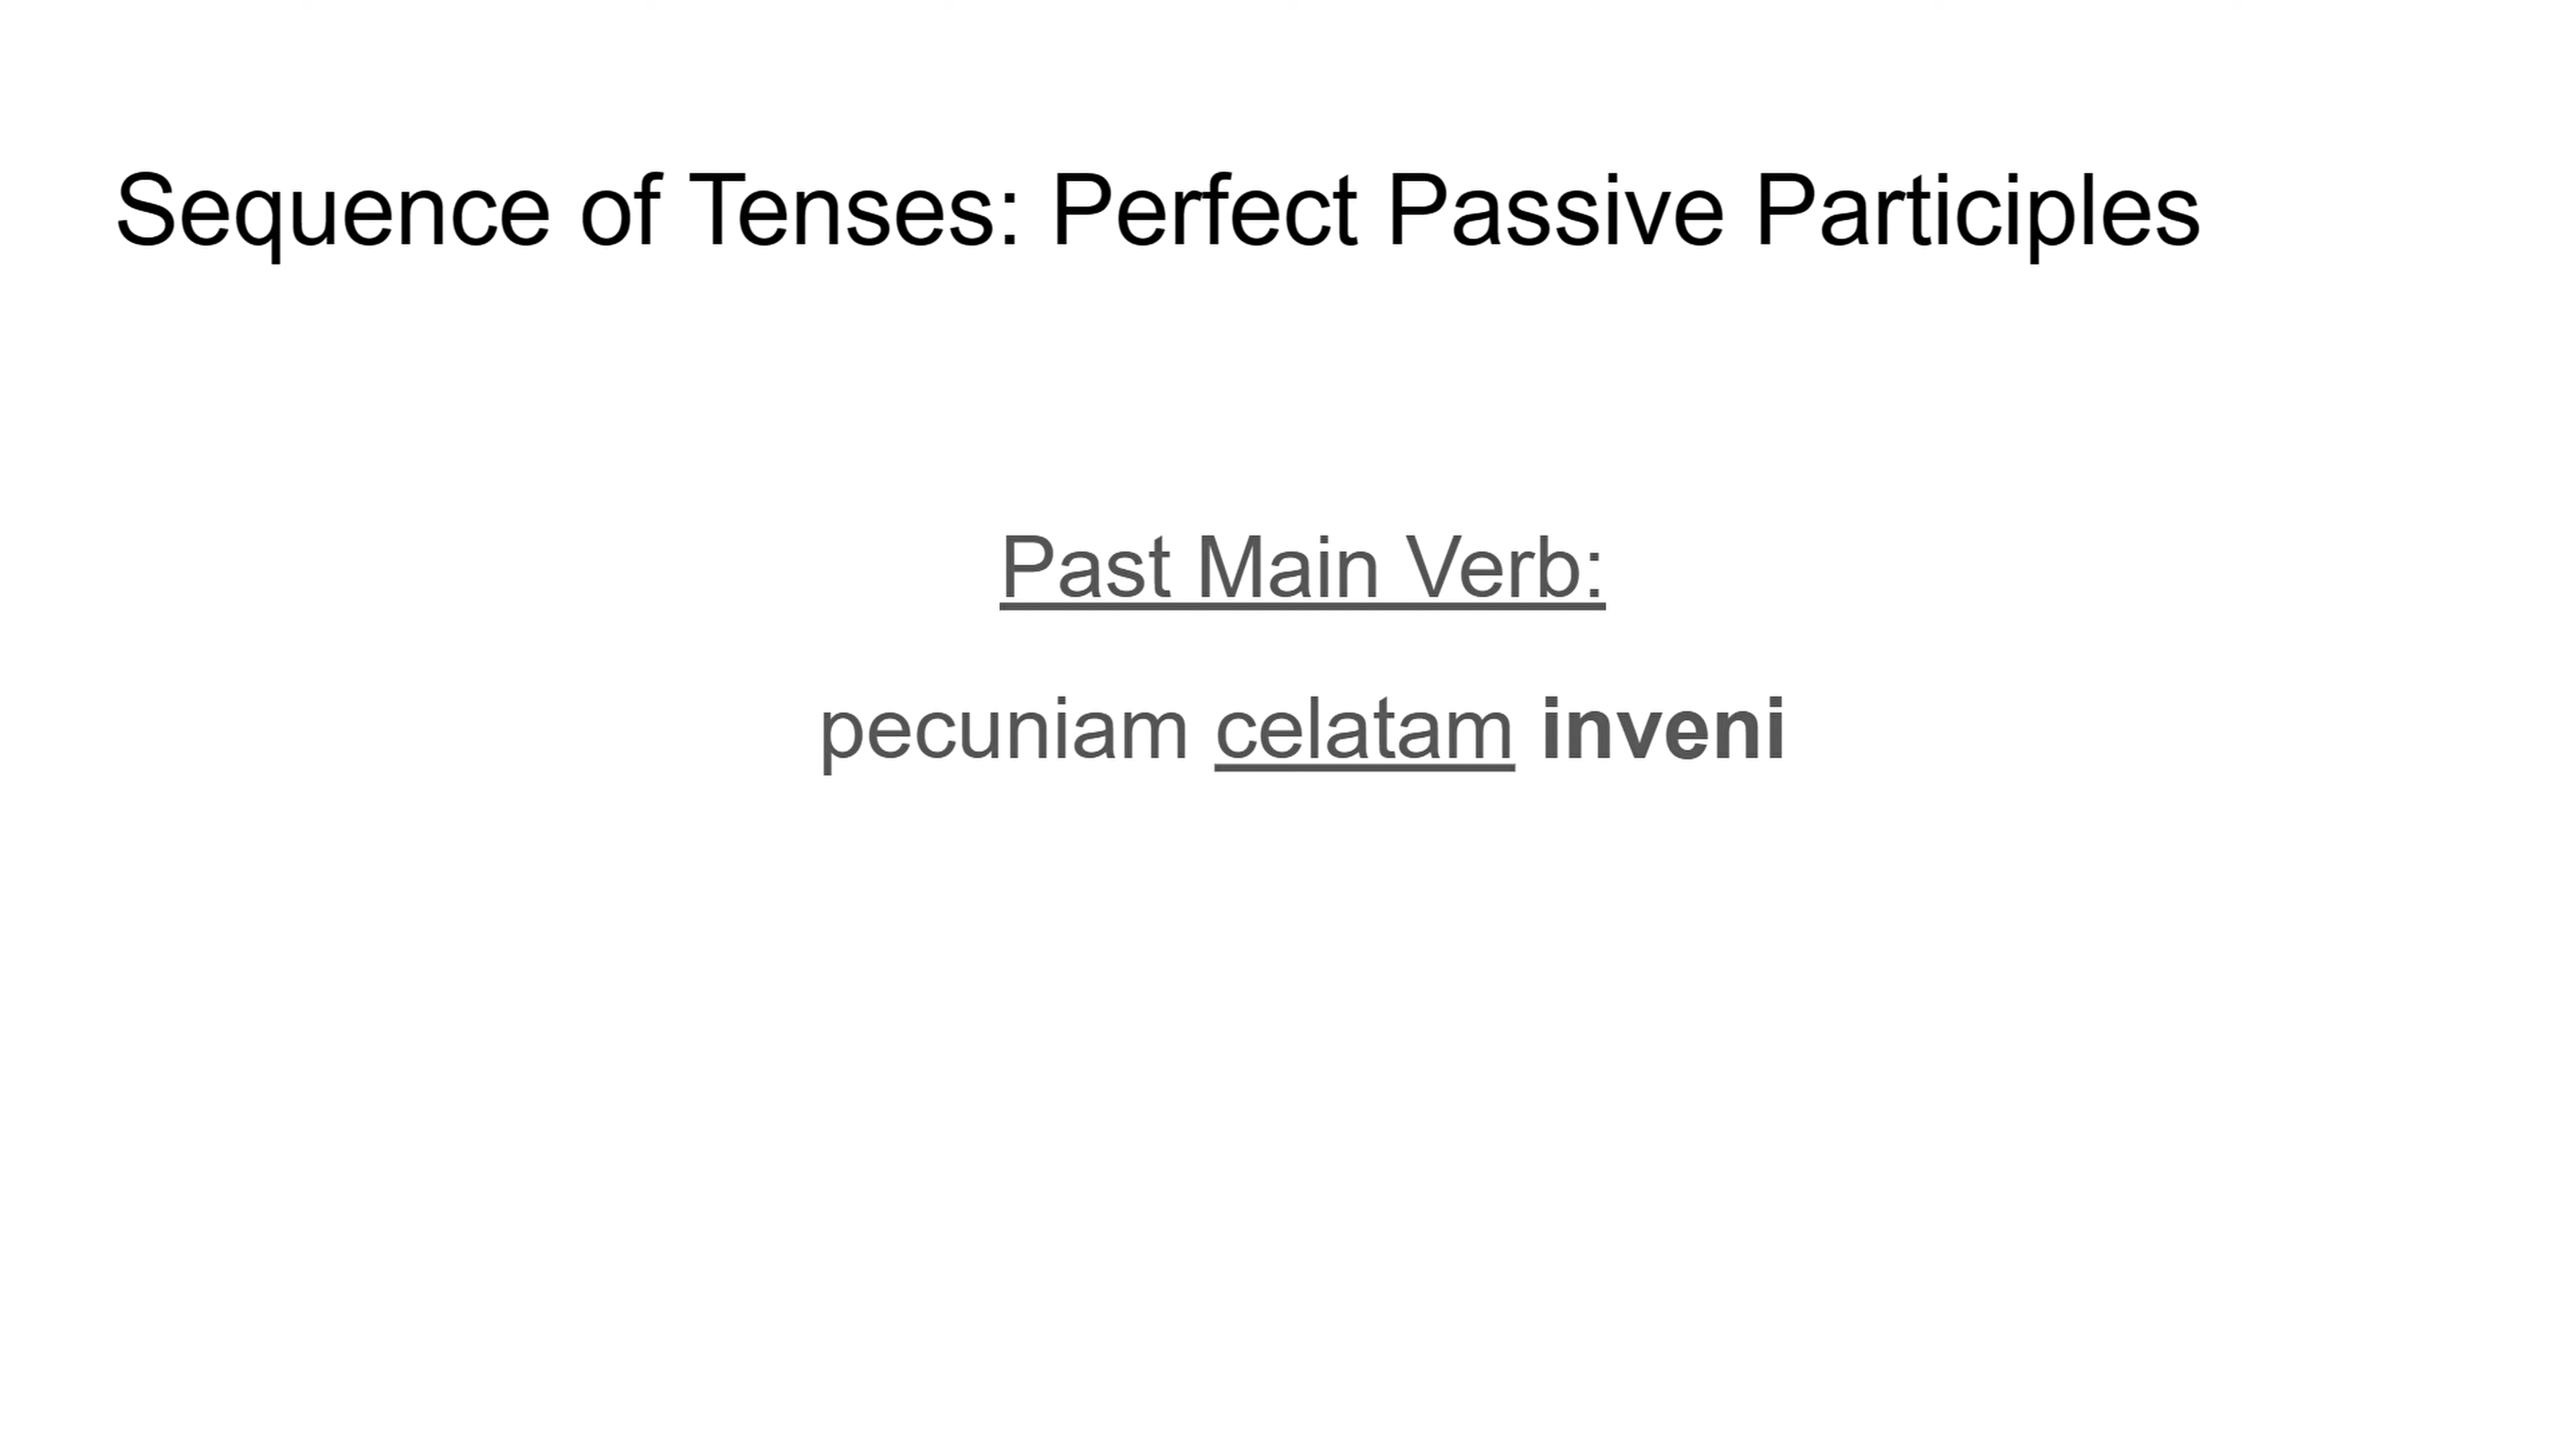 Sequence of Tenses: Perfect Passive Participles
Past Main Verb:
pecuniam celatam inveni